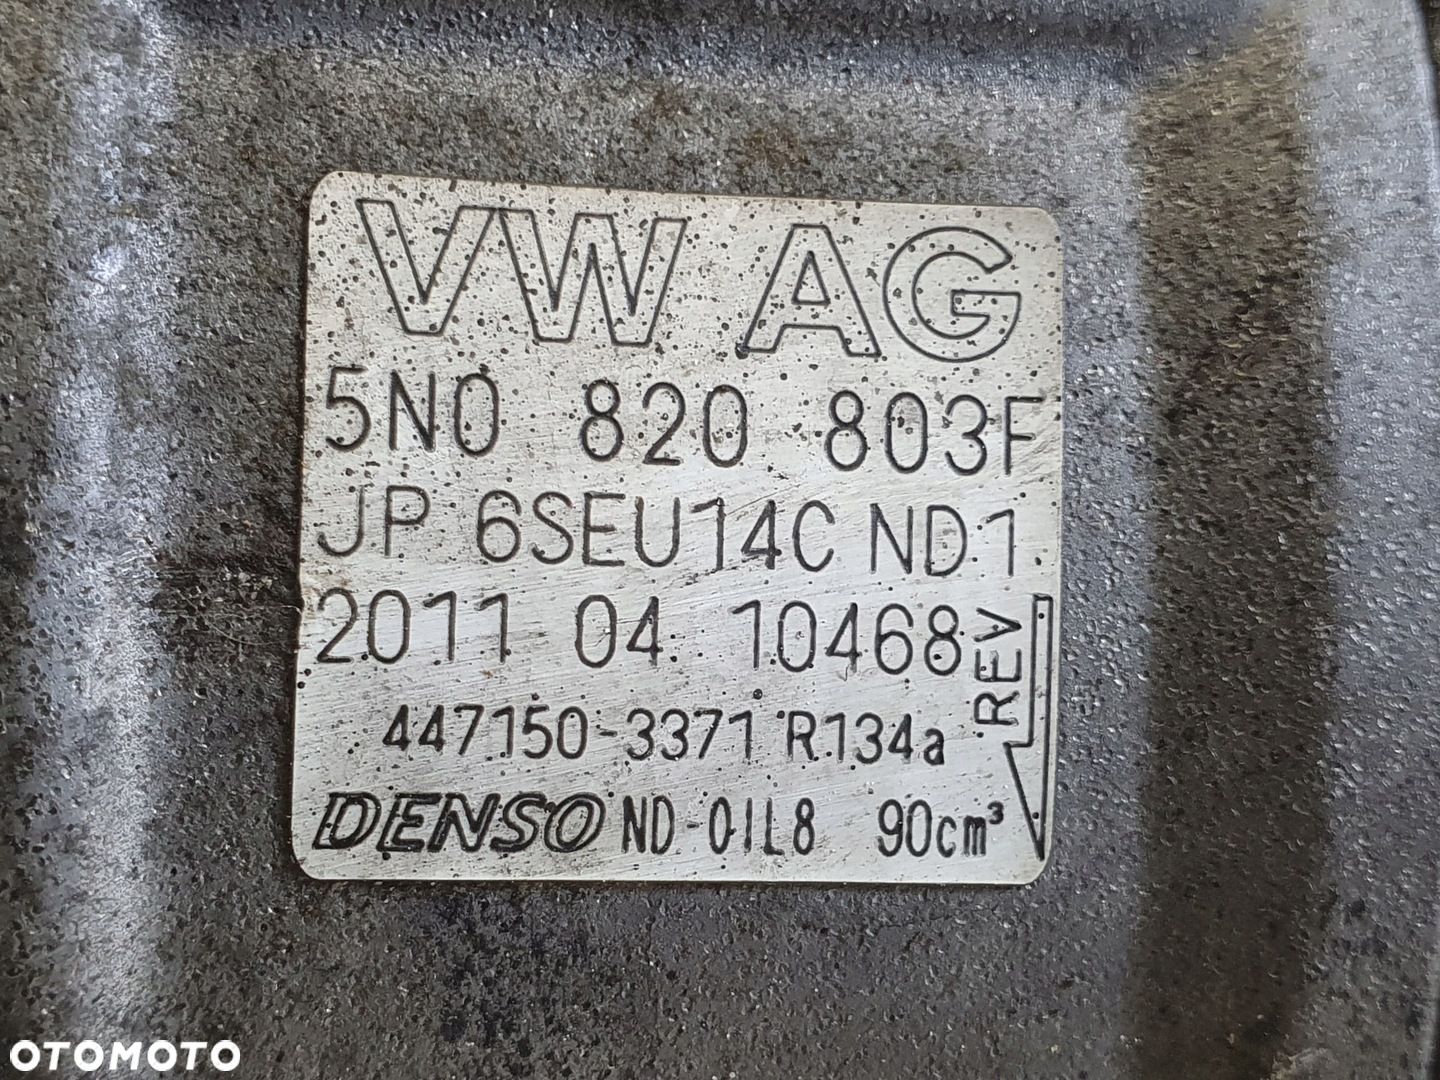 VW AG
5N0 820 803F
JP 6SEU14C ND1
2011 04 10468
REV
447150-3371 R134a
DENSO ND-OIL8 90cm³
OTOMOTO